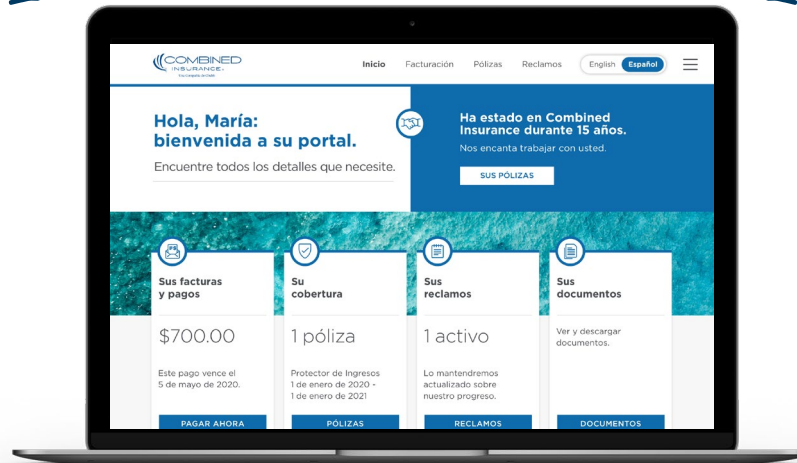 COMBINED
INSURANCE
Inicio Facturación Pólizas Reclamos English Español
Hola, María:
bienvenida a su portal.
Encuentre todos los detalles que necesite.
Ha estado en Combined
Insurance durante 15 años.
Nos encanta trabajar con usted.
SUS PÓLIZAS
Sus facturas
y pagos
$700.00
Este pago vence el
5 de mayo de 2020.
PAGAR AHORA
Su
cobertura
1 póliza
Protector de Ingresos
1 de enero de 2020 -
1 de enero de 2021
PÓLIZAS
Sus
reclamos
1 activo
Lo mantendremos
actualizado sobre
nuestro progreso.
RECLAMOS
Sus
documentos
Ver y descargar
documentos.
DOCUMENTOS